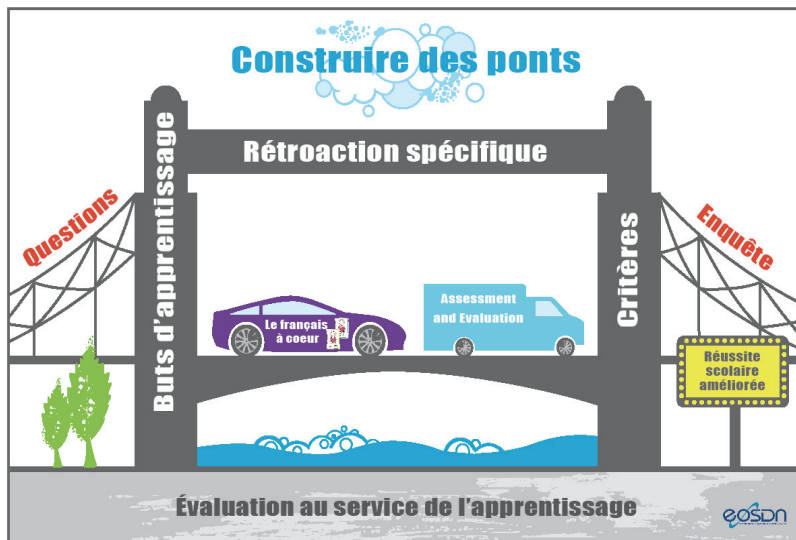 Construire des ponts
Rétroaction spécifique
Buts d'apprentissage
Questions
Enquête
Critères
Le français
à coeur
Assessment
and Evaluation
Réussite
scolaire
améliorée
Évaluation au service de l'apprentissage
eOSDN